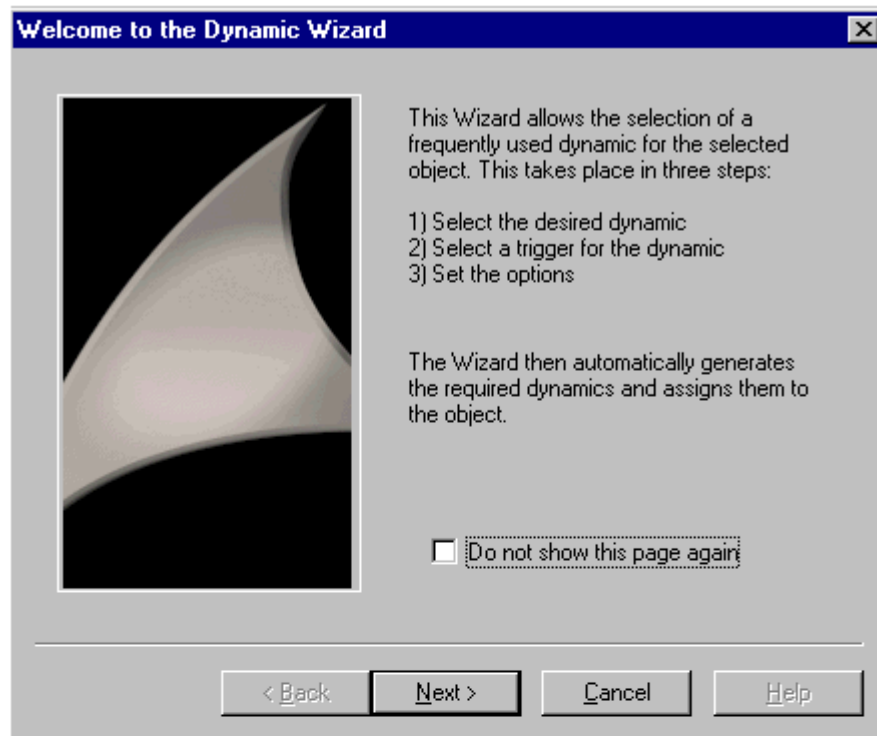 Welcome to the Dynamic Wizard
This Wizard allows the selection of a
frequently used dynamic for the selected
object. This takes place in three steps:
1) Select the desired dynamic
2) Select a trigger for the dynamic
3) Set the options
The Wizard then automatically generates
the required dynamics and assigns them to
the object.
Do not show this page again
< Back
Next >
Cancel
Help